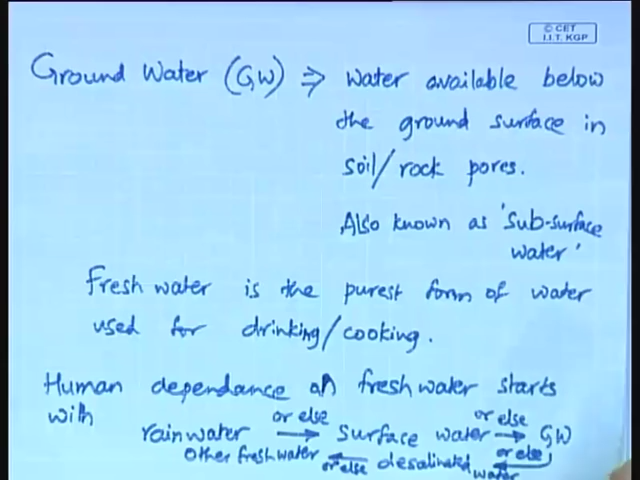 © CET
I.I.T. KGP
Ground Water (GW) ⇒ water available below
the ground surface in
soil/rock pores.
Also known as 'sub-surface
water'
Fresh water is the purest form of water
used for drinking/cooking.
Human dependance on fresh water starts
with
or else or else
rainwater → surface water → GW
other freshwater ← or else desalinated water ← or else